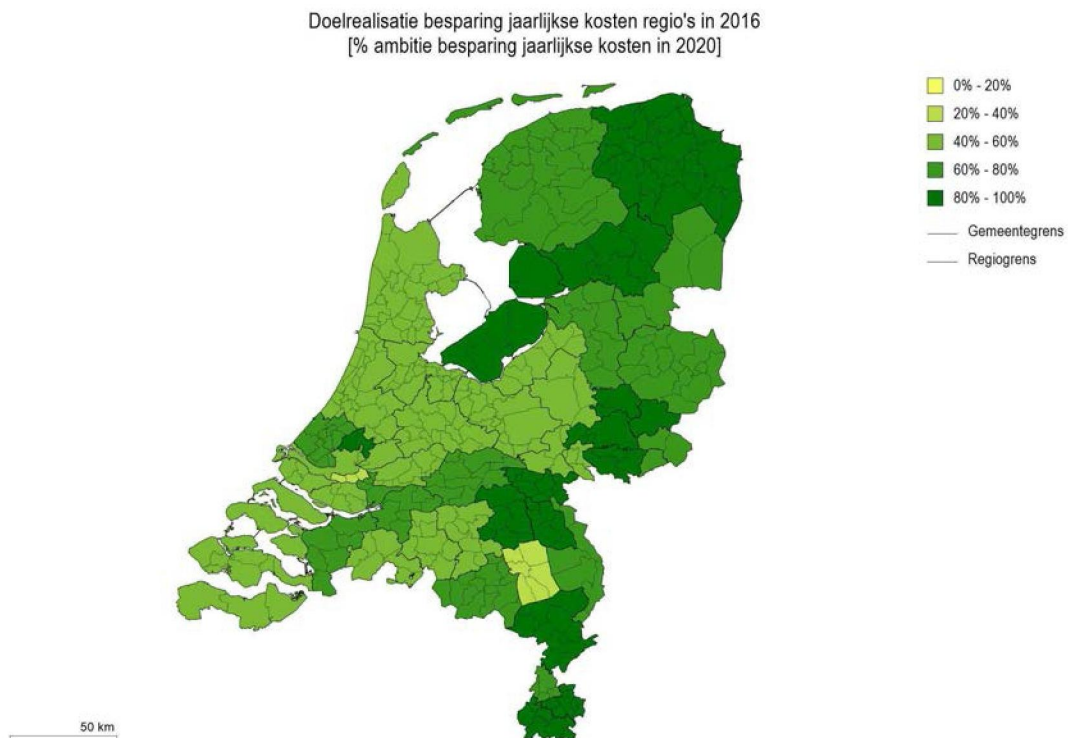 Doelrealisatie besparing jaarlijkse kosten regio's in 2016
[% ambitie besparing jaarlijkse kosten in 2020]
0% - 20%
20% - 40%
40% - 60%
60% - 80%
80% - 100%
Gemeentegrens
Regiogrens
50 km